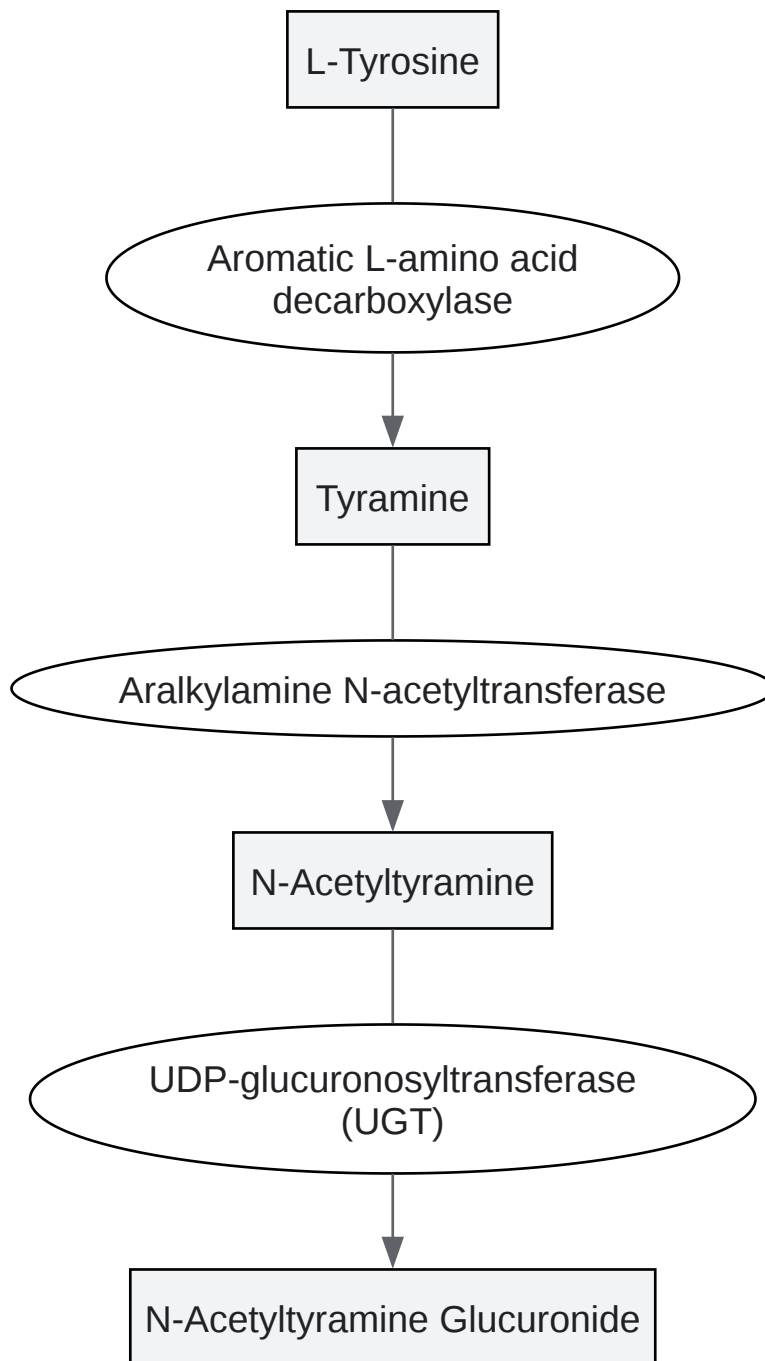 L-Tyrosine
Aromatic L-amino acid
decarboxylase
Tyramine
Aralkylamine N-acetyltransferase
N-Acetyltyramine
UDP-glucuronosyltransferase
(UGT)
N-Acetyltyramine Glucuronide